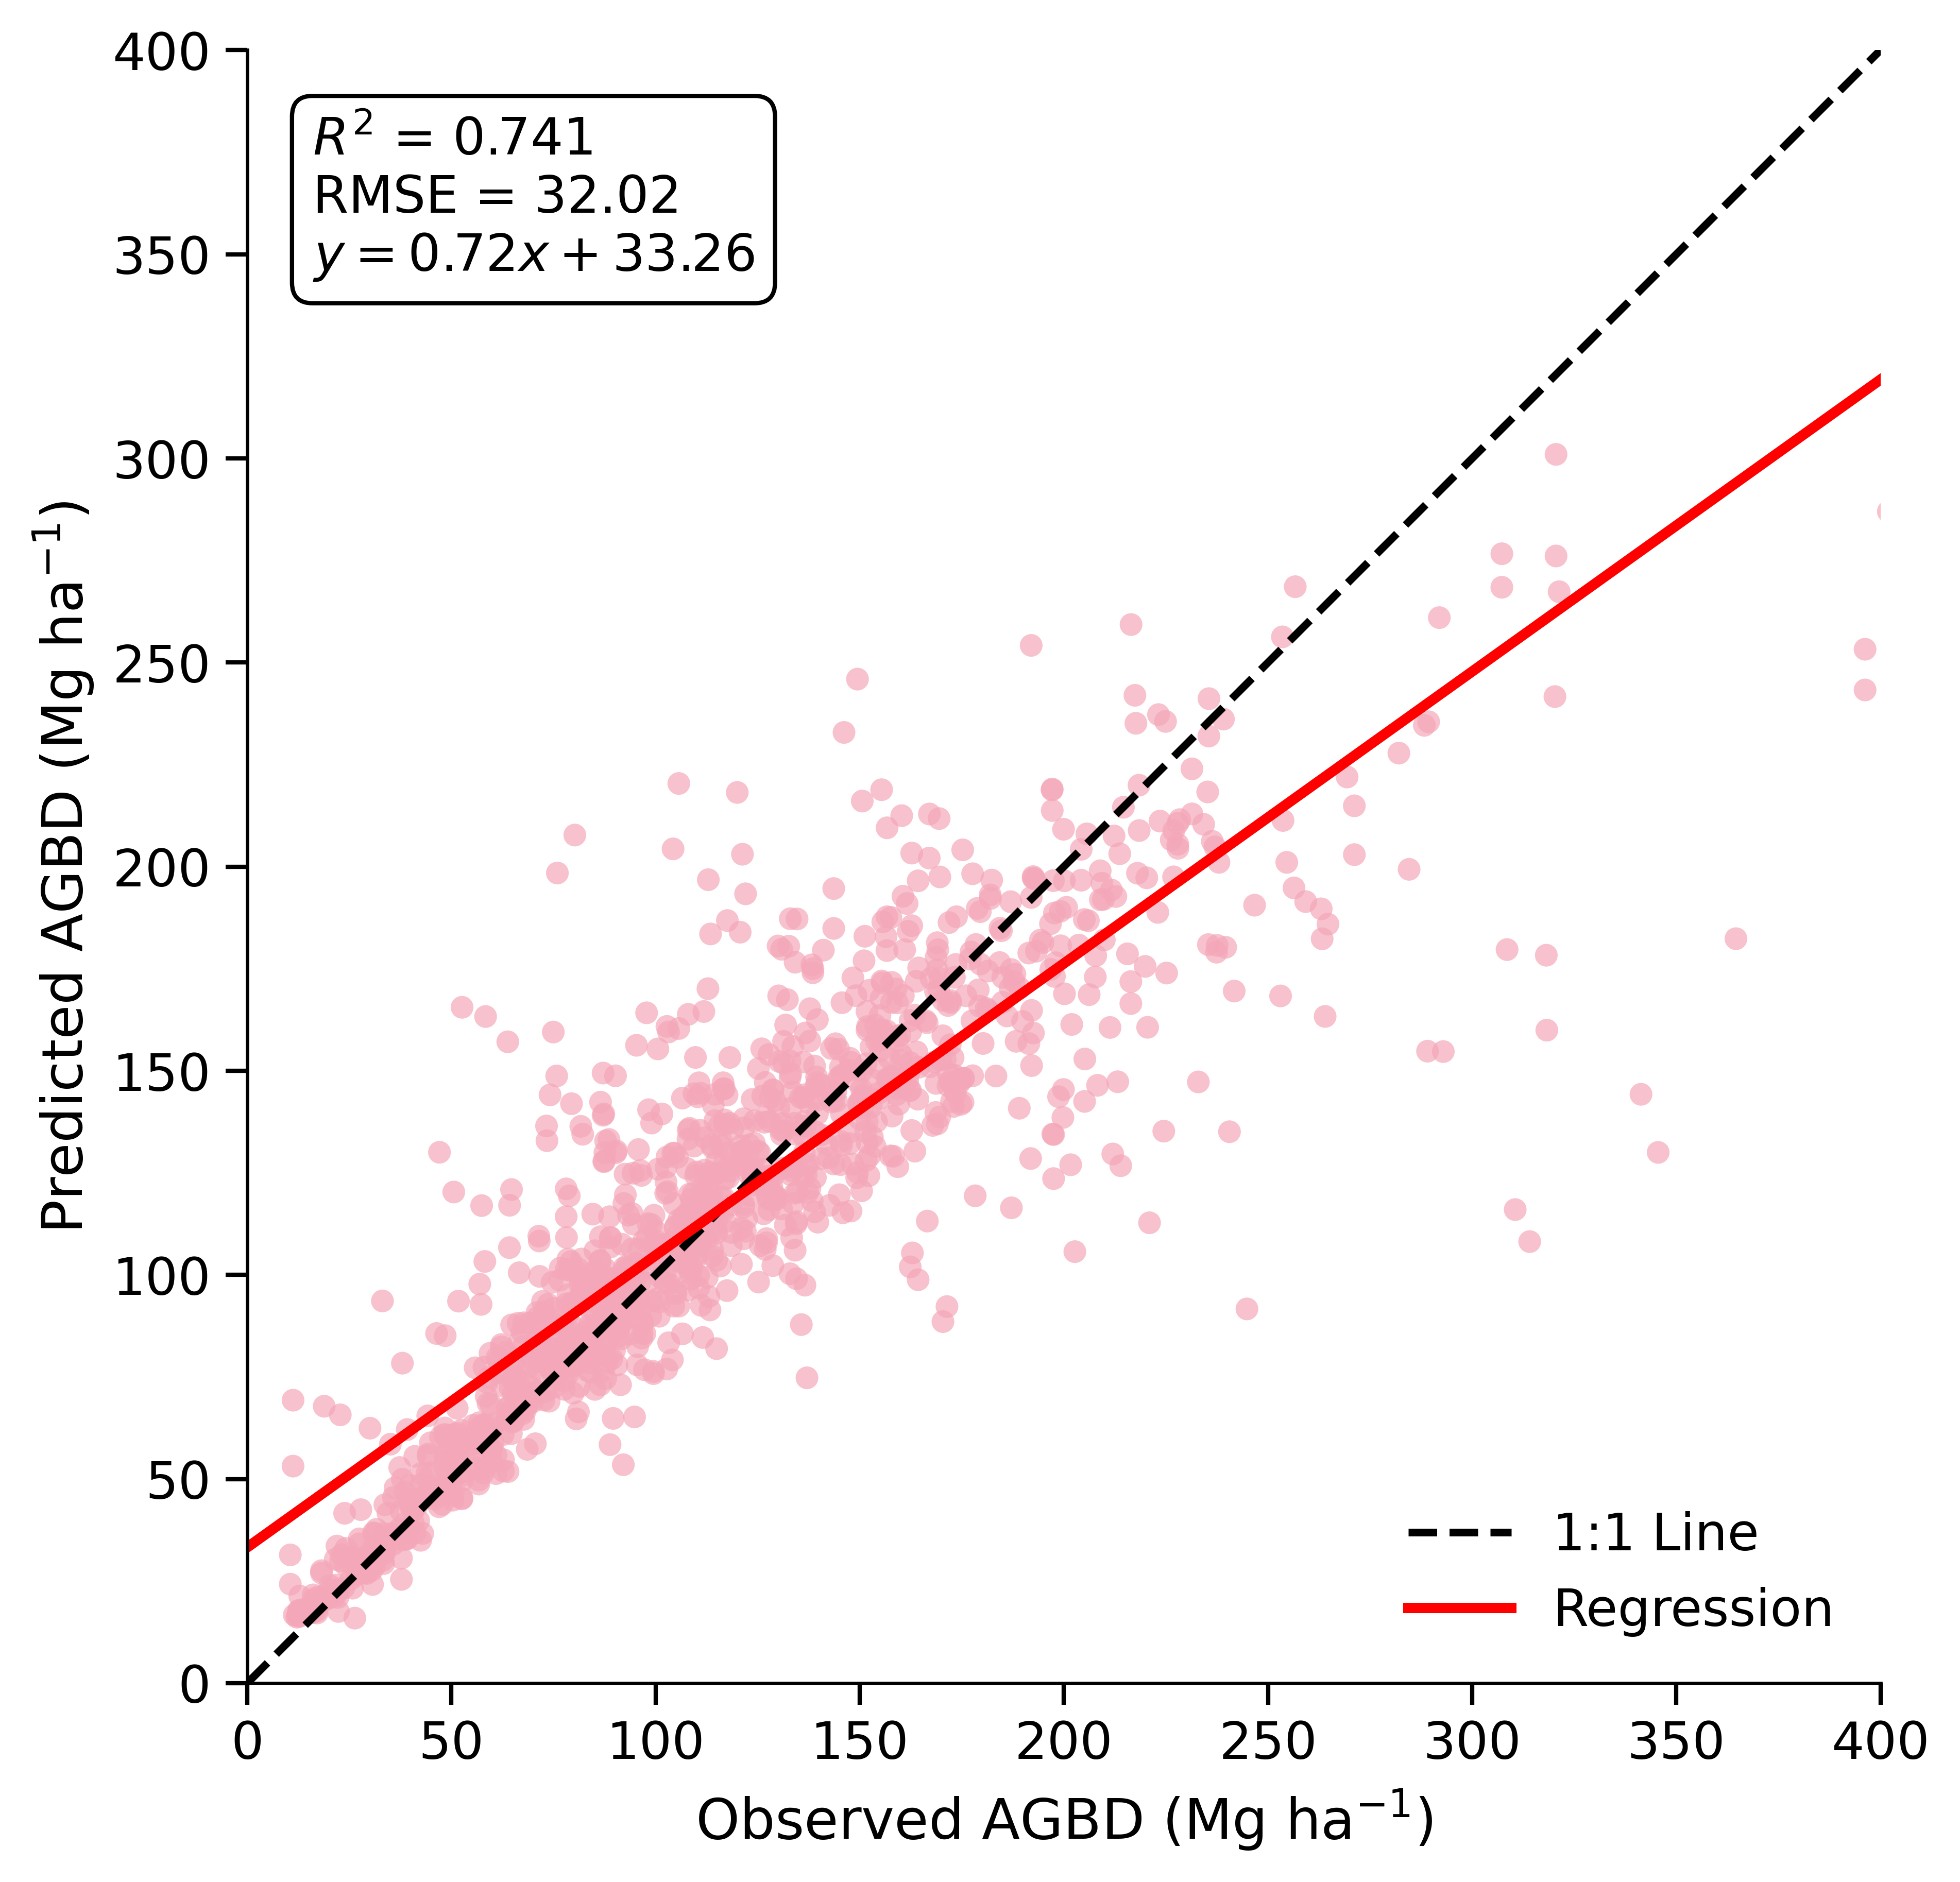 400
350
300
250
200
150
100
50
0
Predicted AGBD (Mg ha⁻¹)
R² = 0.741
RMSE = 32.02
y = 0.72x + 33.26
1:1 Line
Regression
0 50 100 150 200 250 300 350 400
Observed AGBD (Mg ha⁻¹)